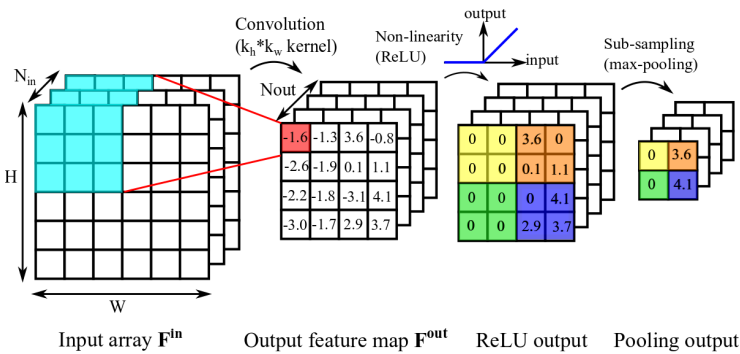 output
Convolution
(kh*kw kernel)
Non-linearity
(ReLU)
input
Sub-sampling
(max-pooling)
Nin
Nout
H
W
-1.6 -1.3 3.6 -0.8
-2.6 -1.9 0.1 1.1
-2.2 -1.8 -3.1 4.1
-3.0 -1.7 2.9 3.7
0 0 3.6 0
0 0 0.1 1.1
0 0 0 4.1
0 0 2.9 3.7
0 3.6
0 4.1
Input array Fin
Output feature map Fout
ReLU output
Pooling output